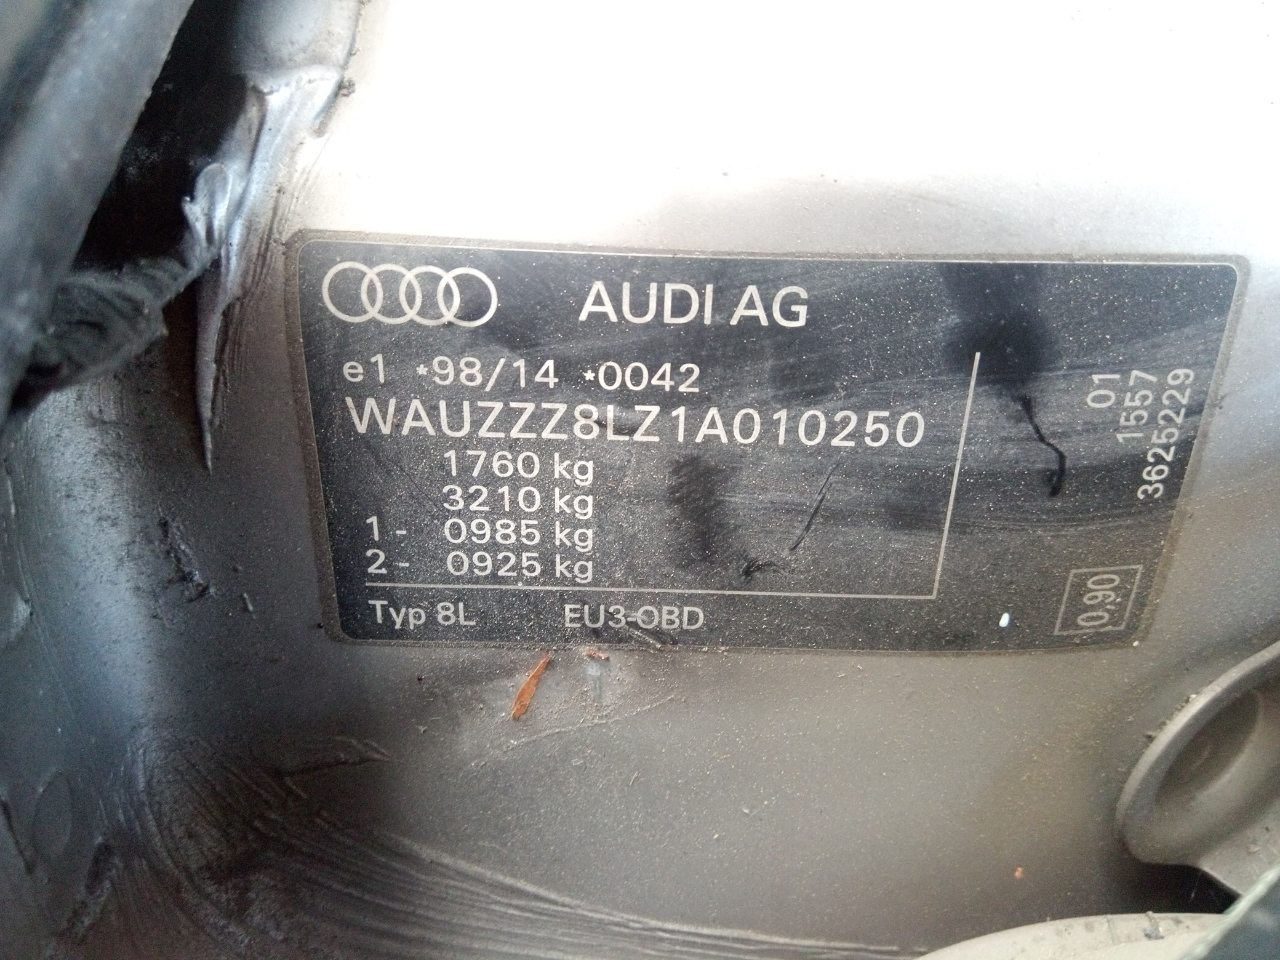 AUDI AG
e1 *98/14 *0042
WAUZZZ8LZ1A010250
1760 kg
3210 kg
1- 0985 kg
2- 0925 kg
Typ 8L EU3-OBD
01
1557
36252229
0,90